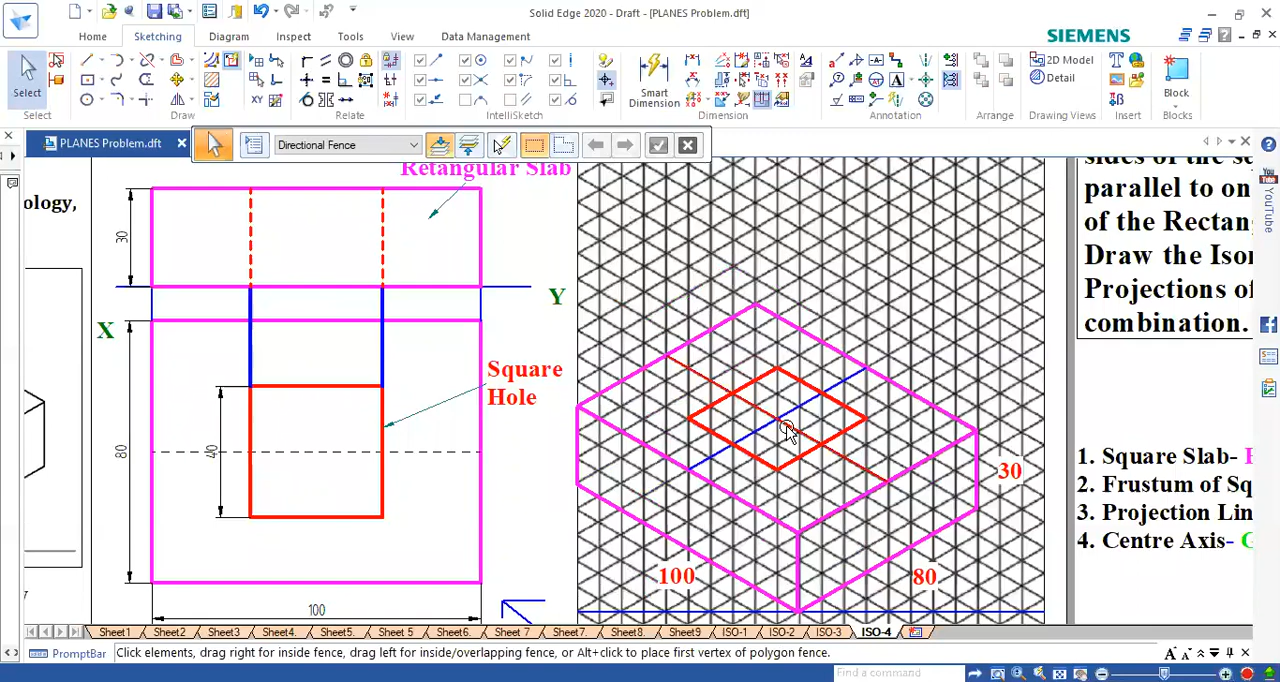 Solid Edge 2020 - Draft - [PLANES Problem.dft]
Home Sketching Diagram Inspect Tools View Data Management
SIEMENS
Select
Smart
Dimension
2D Model
Detail
Block
Select Draw Relate IntelliSketch Dimension Annotation Arrange Drawing Views Insert Blocks
PLANES Problem.dft
Directional Fence
YouTube
ology,
Retangular Slab
30
Y
X
Square
Hole
80
40
100
100
80
30
sides of the s
parallel to on
of the Rectan
Draw the Ison
Projections of
combination.
1. Square Slab-
2. Frustum of Sq
3. Projection Lin
4. Centre Axis-
Sheet1 Sheet2 Sheet3 Sheet4. Sheet5. Sheet 5 Sheet6. Sheet 7 Sheet7. Sheet8. Sheet9 ISO-1 ISO-2 ISO-3 ISO-4
PromptBar
Click elements, drag right for inside fence, drag left for inside/overlapping fence, or Alt+click to place first vertex of polygon fence.
Find a command